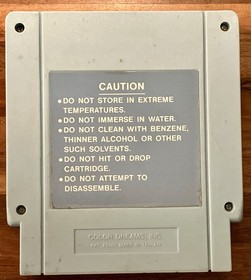 CAUTION
• DO NOT STORE IN EXTREME
TEMPERATURES.
• DO NOT IMMERSE IN WATER.
• DO NOT CLEAN WITH BENZENE,
THINNER ALCOHOL OR OTHER
SUCH SOLVENTS.
• DO NOT HIT OR DROP
CARTRIDGE.
• DO NOT ATTEMPT TO
DISASSEMBLE.
COLOR DREAMS, INC.